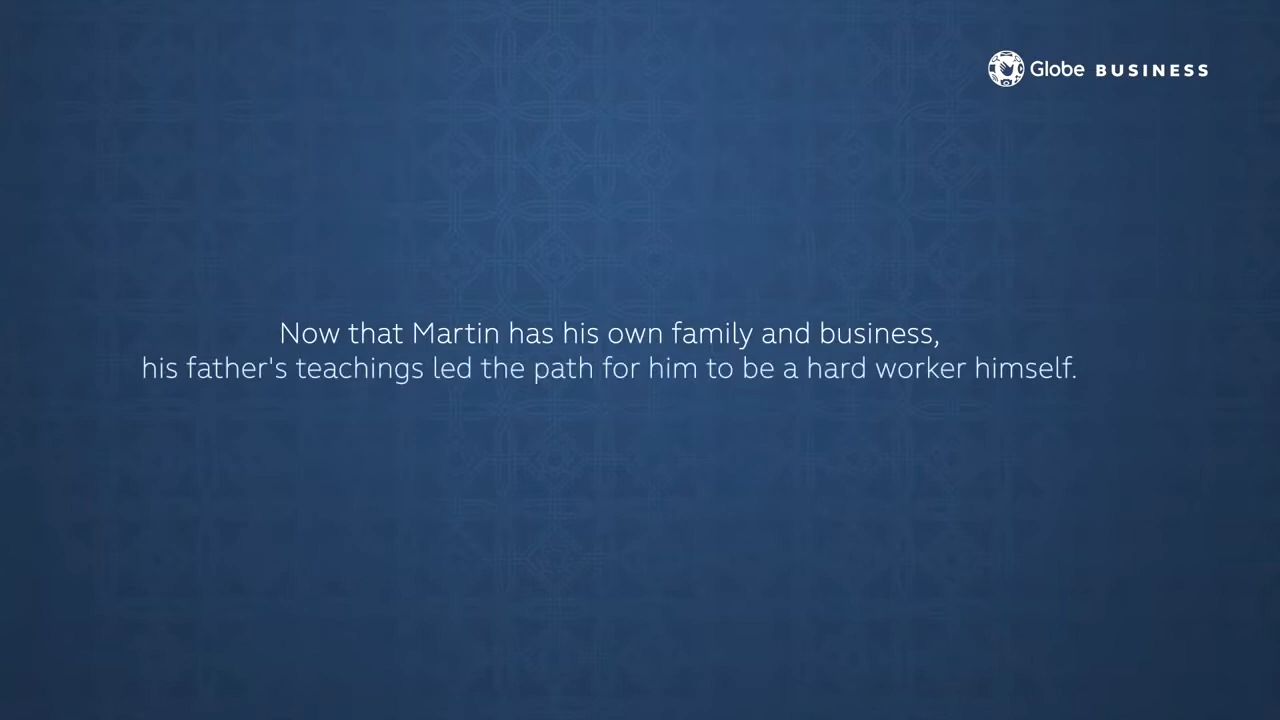 Globe BUSINESS
Now that Martin has his own family and business,
his father's teachings led the path for him to be a hard worker himself.